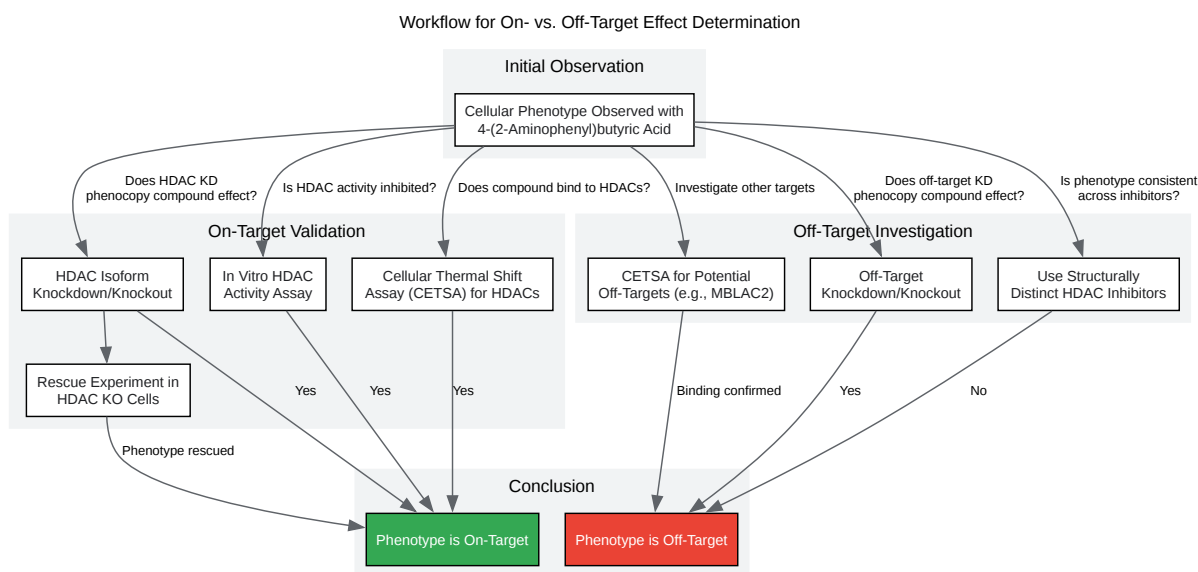 Workflow for On- vs. Off-Target Effect Determination
Initial Observation
Cellular Phenotype Observed with
4-(2-Aminophenyl)butyric Acid
Does HDAC KD
phenocopy compound effect?
Is HDAC activity inhibited?
Does compound bind to HDACs?
Investigate other targets
Does off-target KD
phenocopy compound effect?
Is phenotype consistent
across inhibitors?
On-Target Validation
Off-Target Investigation
HDAC Isoform
Knockdown/Knockout
In Vitro HDAC
Activity Assay
Cellular Thermal Shift
Assay (CETSA) for HDACs
CETSA for Potential
Off-Targets (e.g., MBLAC2)
Off-Target
Knockdown/Knockout
Use Structurally
Distinct HDAC Inhibitors
Rescue Experiment in
HDAC KO Cells
Yes
Yes
Yes
Binding confirmed
Yes
No
Phenotype rescued
Conclusion
Phenotype is On-Target
Phenotype is Off-Target